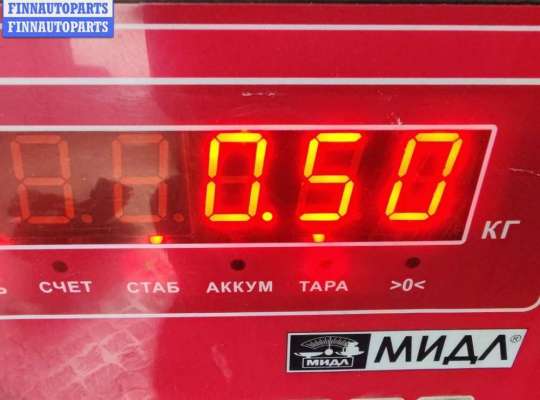 FINNAUTOPARTS
FINNAUTOPARTS
0.50
КГ
СЧЕТ СТАБ АККУМ ТАРА >0<
МИДЛ МИДЛ®